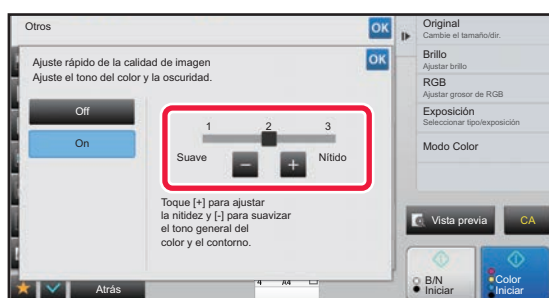 Otros
OK
Ajuste rápido de la calidad de imagen
Ajuste el tono del color y la oscuridad.
OK
Off
On
1 2 3
Suave
Nítido
Toque [+] para ajustar
la nitidez y [-] para suavizar
el tono general del
color y el contorno.
Atrás
4 A4
Original
Cambie el tamaño/dir.
Brillo
Ajustar brillo
RGB
Ajustar grosor de RGB
Exposición
Seleccionar tipo/exposición
Modo Color
Vista previa
CA
B/N
Iniciar
Color
Iniciar